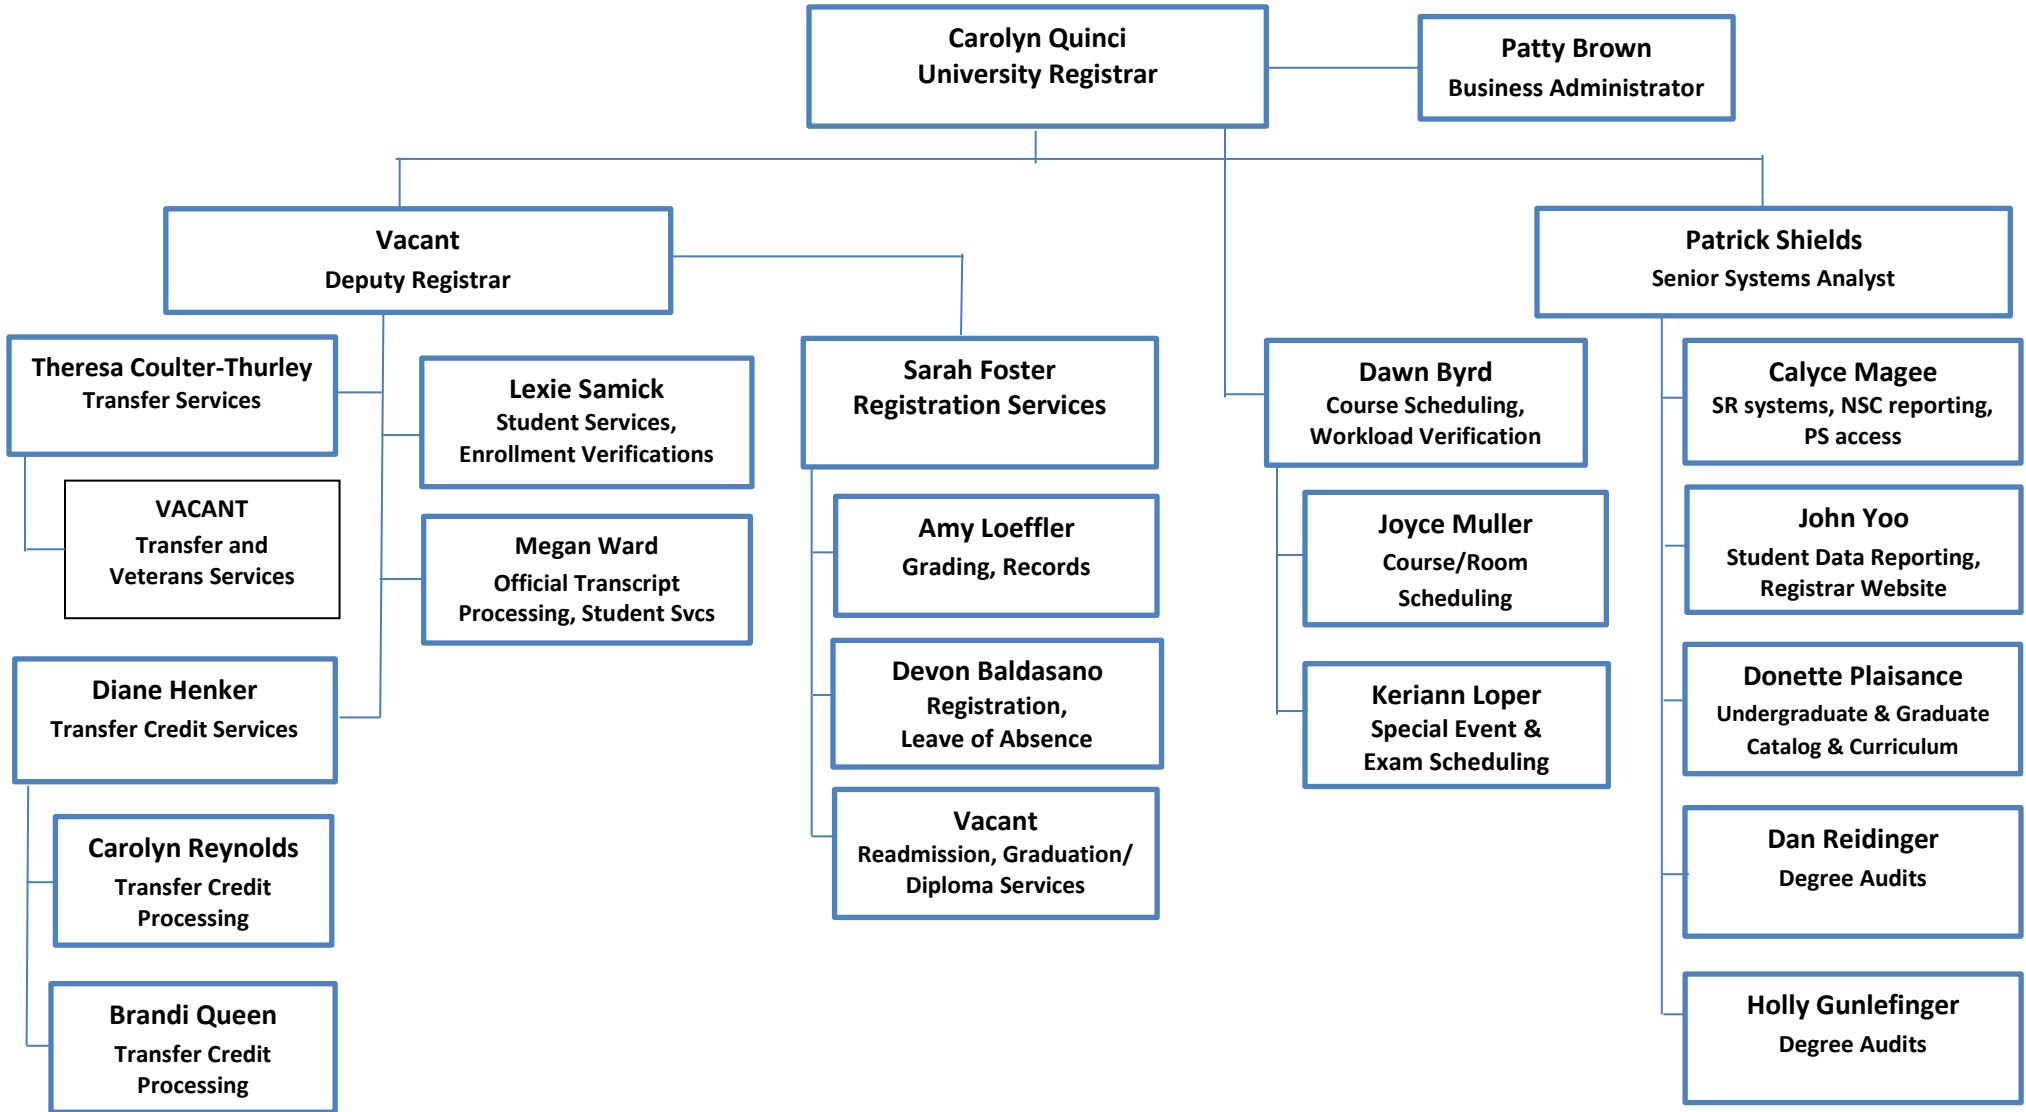 Carolyn Quinci
University Registrar
Patty Brown
Business Administrator
Vacant
Deputy Registrar
Patrick Shields
Senior Systems Analyst
Theresa Coulter-Thurley
Transfer Services
VACANT
Transfer and
Veterans Services
Diane Henker
Transfer Credit Services
Carolyn Reynolds
Transfer Credit
Processing
Brandi Queen
Transfer Credit
Processing
Lexie Samick
Student Services,
Enrollment Verifications
Megan Ward
Official Transcript
Processing, Student Svcs
Sarah Foster
Registration Services
Amy Loeffler
Grading, Records
Devon Baldasano
Registration,
Leave of Absence
Vacant
Readmission, Graduation/
Diploma Services
Dawn Byrd
Course Scheduling,
Workload Verification
Joyce Muller
Course/Room
Scheduling
Keriann Loper
Special Event &
Exam Scheduling
Calyce Magee
SR systems, NSC reporting,
PS access
John Yoo
Student Data Reporting,
Registrar Website
Donette Plaisance
Undergraduate & Graduate
Catalog & Curriculum
Dan Reidinger
Degree Audits
Holly Gunlefinger
Degree Audits